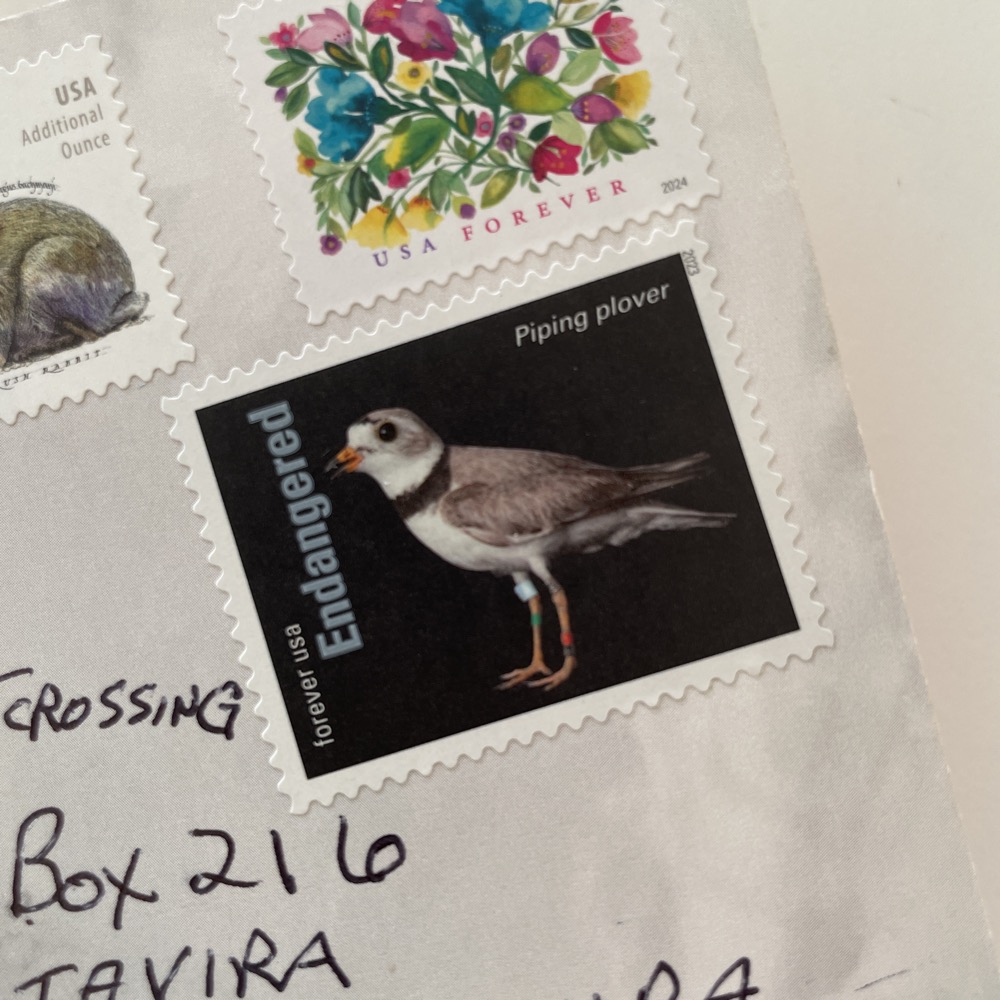 USA
Additional
Ounce
USA FOREVER
2024
2023
Piping plover
Endangered
forever usa
CROSSING
Box 216
TAVIRA